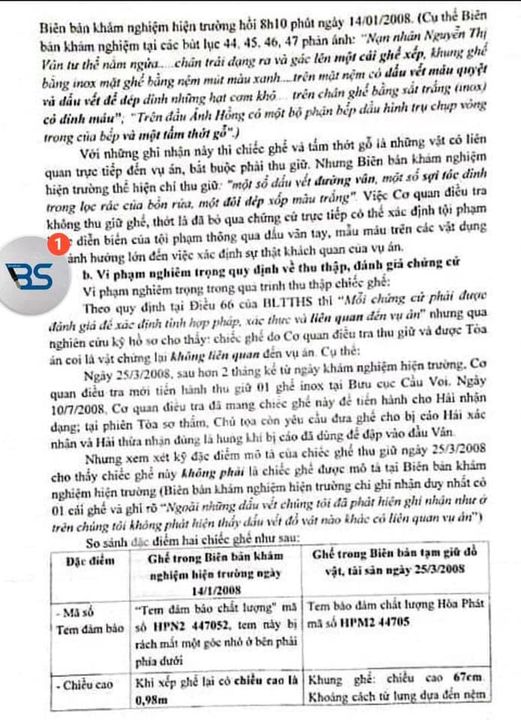 Biên bản khám nghiệm hiện trường hồi 8h10 phút ngày 14/01/2008. (Cụ thể Biên
bản khám nghiệm tại các bút lục 44, 45, 46, 47 phản ánh: "Nạn nhân Nguyễn Thị
Vân tư thế nằm ngửa.....chân trái dạng ra và gác lên một cái ghế xếp, khung ghế
bằng inox mặt ghế bằng nệm mút màu xanh....trên mặt nệm có dấu vết máu quyệt
và dấu vết đế dép dính những hạt cơm khô.... trên chân ghế bằng sắt trắng (inox)
có dính máu"; "Trên đầu Ánh Hồng có một bộ phận bếp dầu hình trụ chụp vòng
trong của bếp và một tấm thớt gỗ".)
Với những ghi nhận này thì chiếc ghế và tấm thớt gỗ là những vật có liên
quan trực tiếp đến vụ án, bắt buộc phải thu giữ. Nhưng Biên bản khám nghiệm
hiện trường thể hiện chỉ thu giữ: "một số dấu vết đường vân, một số sợi tóc dính
trong lọc rác của bồn rửa, một đôi dép xốp màu trắng". Việc Cơ quan điều tra
không thu giữ ghế, thớt là đã bỏ qua chứng cứ trực tiếp có thể xác định tội phạm
diễn biến của tội phạm thông qua dấu vân tay, mẫu máu trên các vật dụng
ảnh hưởng lớn đến việc xác định sự thật khách quan của vụ án.
1
BS
b. Vi phạm nghiêm trọng quy định về thu thập, đánh giá chứng cứ
Vi phạm nghiêm trọng trong qua trình thu thập chiếc ghế:
Theo quy định tại Điều 66 của BLTTHS thì "Mỗi chứng cứ phải được
đánh giá để xác định tính hợp pháp, xác thực và liên quan đến vụ án" nhưng qua
nghiên cứu kỹ hồ sơ cho thấy: chiếc ghế do Cơ quan điều tra thu giữ và được Tòa
án coi là vật chứng lại không liên quan đến vụ án. Cụ thể:
Ngày 25/3/2008, sau hơn 2 tháng kể từ ngày khám nghiệm hiện trường, Cơ
quan điều tra mới tiến hành thu giữ 01 ghế inox tại Bưu cục Cầu Voi. Ngày
10/7/2008, Cơ quan điều tra đã mang chiếc ghế này để tiến hành cho Hải nhận
dạng; tại phiên Tòa sơ thẩm, Chủ tọa còn yêu cầu đưa ghế cho bị cáo Hải xác
nhận và Hải thừa nhận đúng là hung khí bị cáo đã dùng để đập vào đầu Vân.
Nhưng xem xét kỹ đặc điểm mô tả của chiếc ghế thu giữ ngày 25/3/2008
cho thấy chiếc ghế này không phải là chiếc ghế được mô tả tại Biên bản khám
nghiệm hiện trường (Biên bản khám nghiệm hiện trường chỉ ghi nhận duy nhất có
01 cái ghế và ghi rõ "Ngoài những dấu vết chúng tôi đã phát hiện ghi nhận như ở
trên chúng tôi không phát hiện thấy dấu vết đồ vật nào khác có liên quan vụ án")
So sánh đặc điểm hai chiếc ghế như sau:
Đặc điểm
Ghế trong Biên bản khám
nghiệm hiện trường ngày
14/1/2008
Ghế trong Biên bản tạm giữ đồ
vật, tài sản ngày 25/3/2008
- Mã số
Tem đảm bảo
"Tem đảm bảo chất lượng" mã
số HPN2 447052, tem này bị
rách mất một góc nhỏ ở bên phải
phía dưới
Tem bảo đảm chất lượng Hòa Phát
mã số HPM2 44705
- Chiều cao
Khi xếp ghế lại có chiều cao là
0,98m
Khung ghế: chiều cao 67cm.
Khoảng cách từ lưng dựa đến nệm